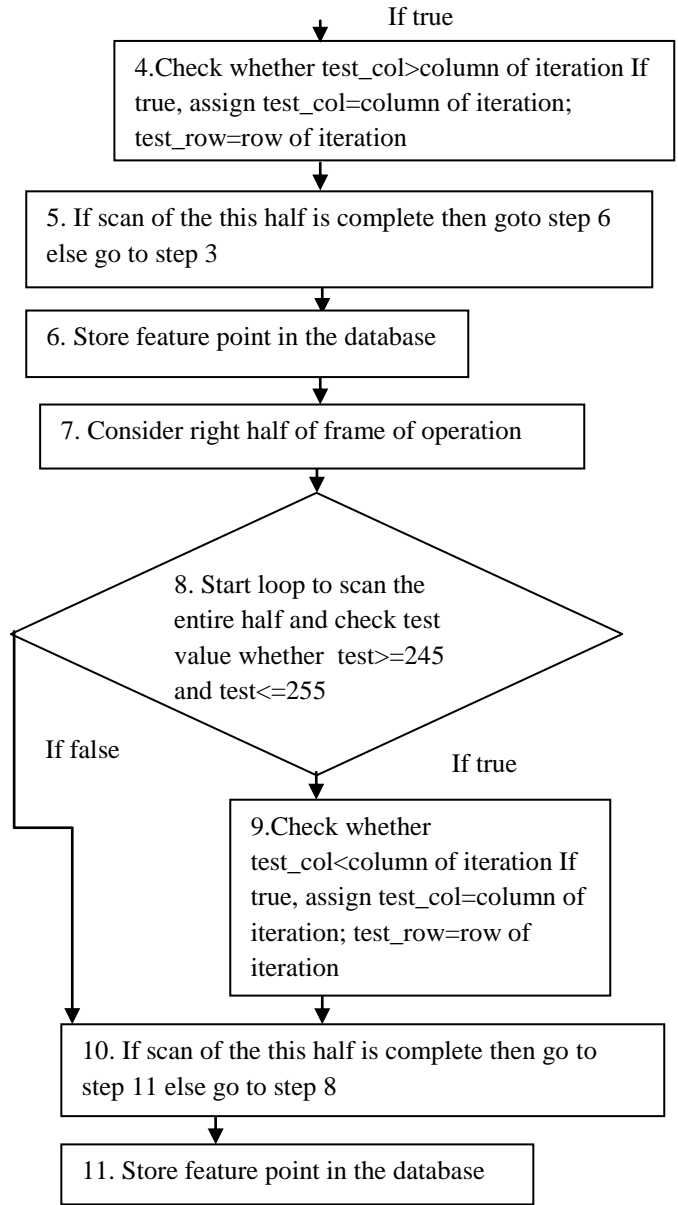 If true
4.Check whether test_col>column of iteration If
true, assign test_col=column of iteration;
test_row=row of iteration
5. If scan of the this half is complete then goto step 6
else go to step 3
6. Store feature point in the database
7. Consider right half of frame of operation
8. Start loop to scan the
entire half and check test
value whether test>=245
and test<=255
If false
If true
9.Check whether
test_col<column of iteration If
true, assign test_col=column of
iteration; test_row=row of
iteration
10. If scan of the this half is complete then go to
step 11 else go to step 8
11. Store feature point in the database